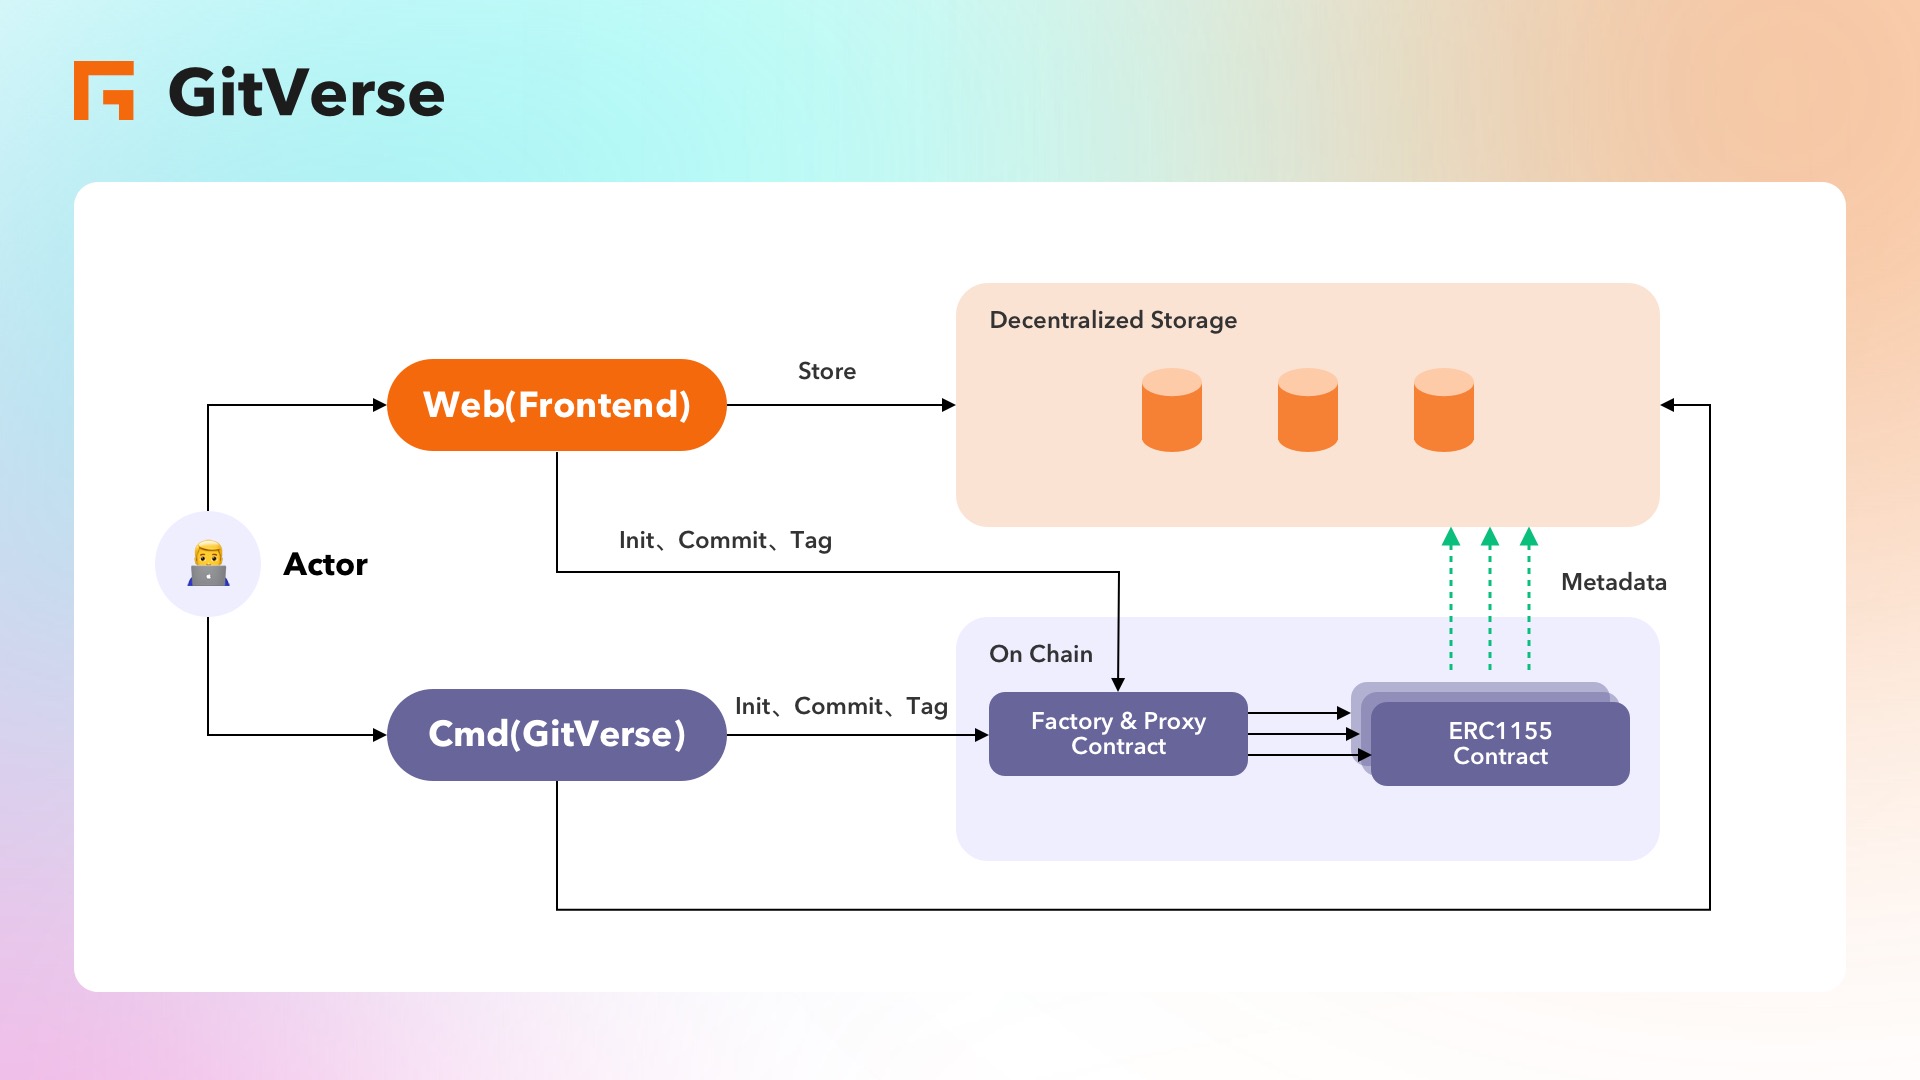 GitVerse
Decentralized Storage
Store
Web(Frontend)
Init、Commit、Tag
Actor
Metadata
On Chain
Init、Commit、Tag
Cmd(GitVerse)
Factory & Proxy
Contract
ERC1155
Contract